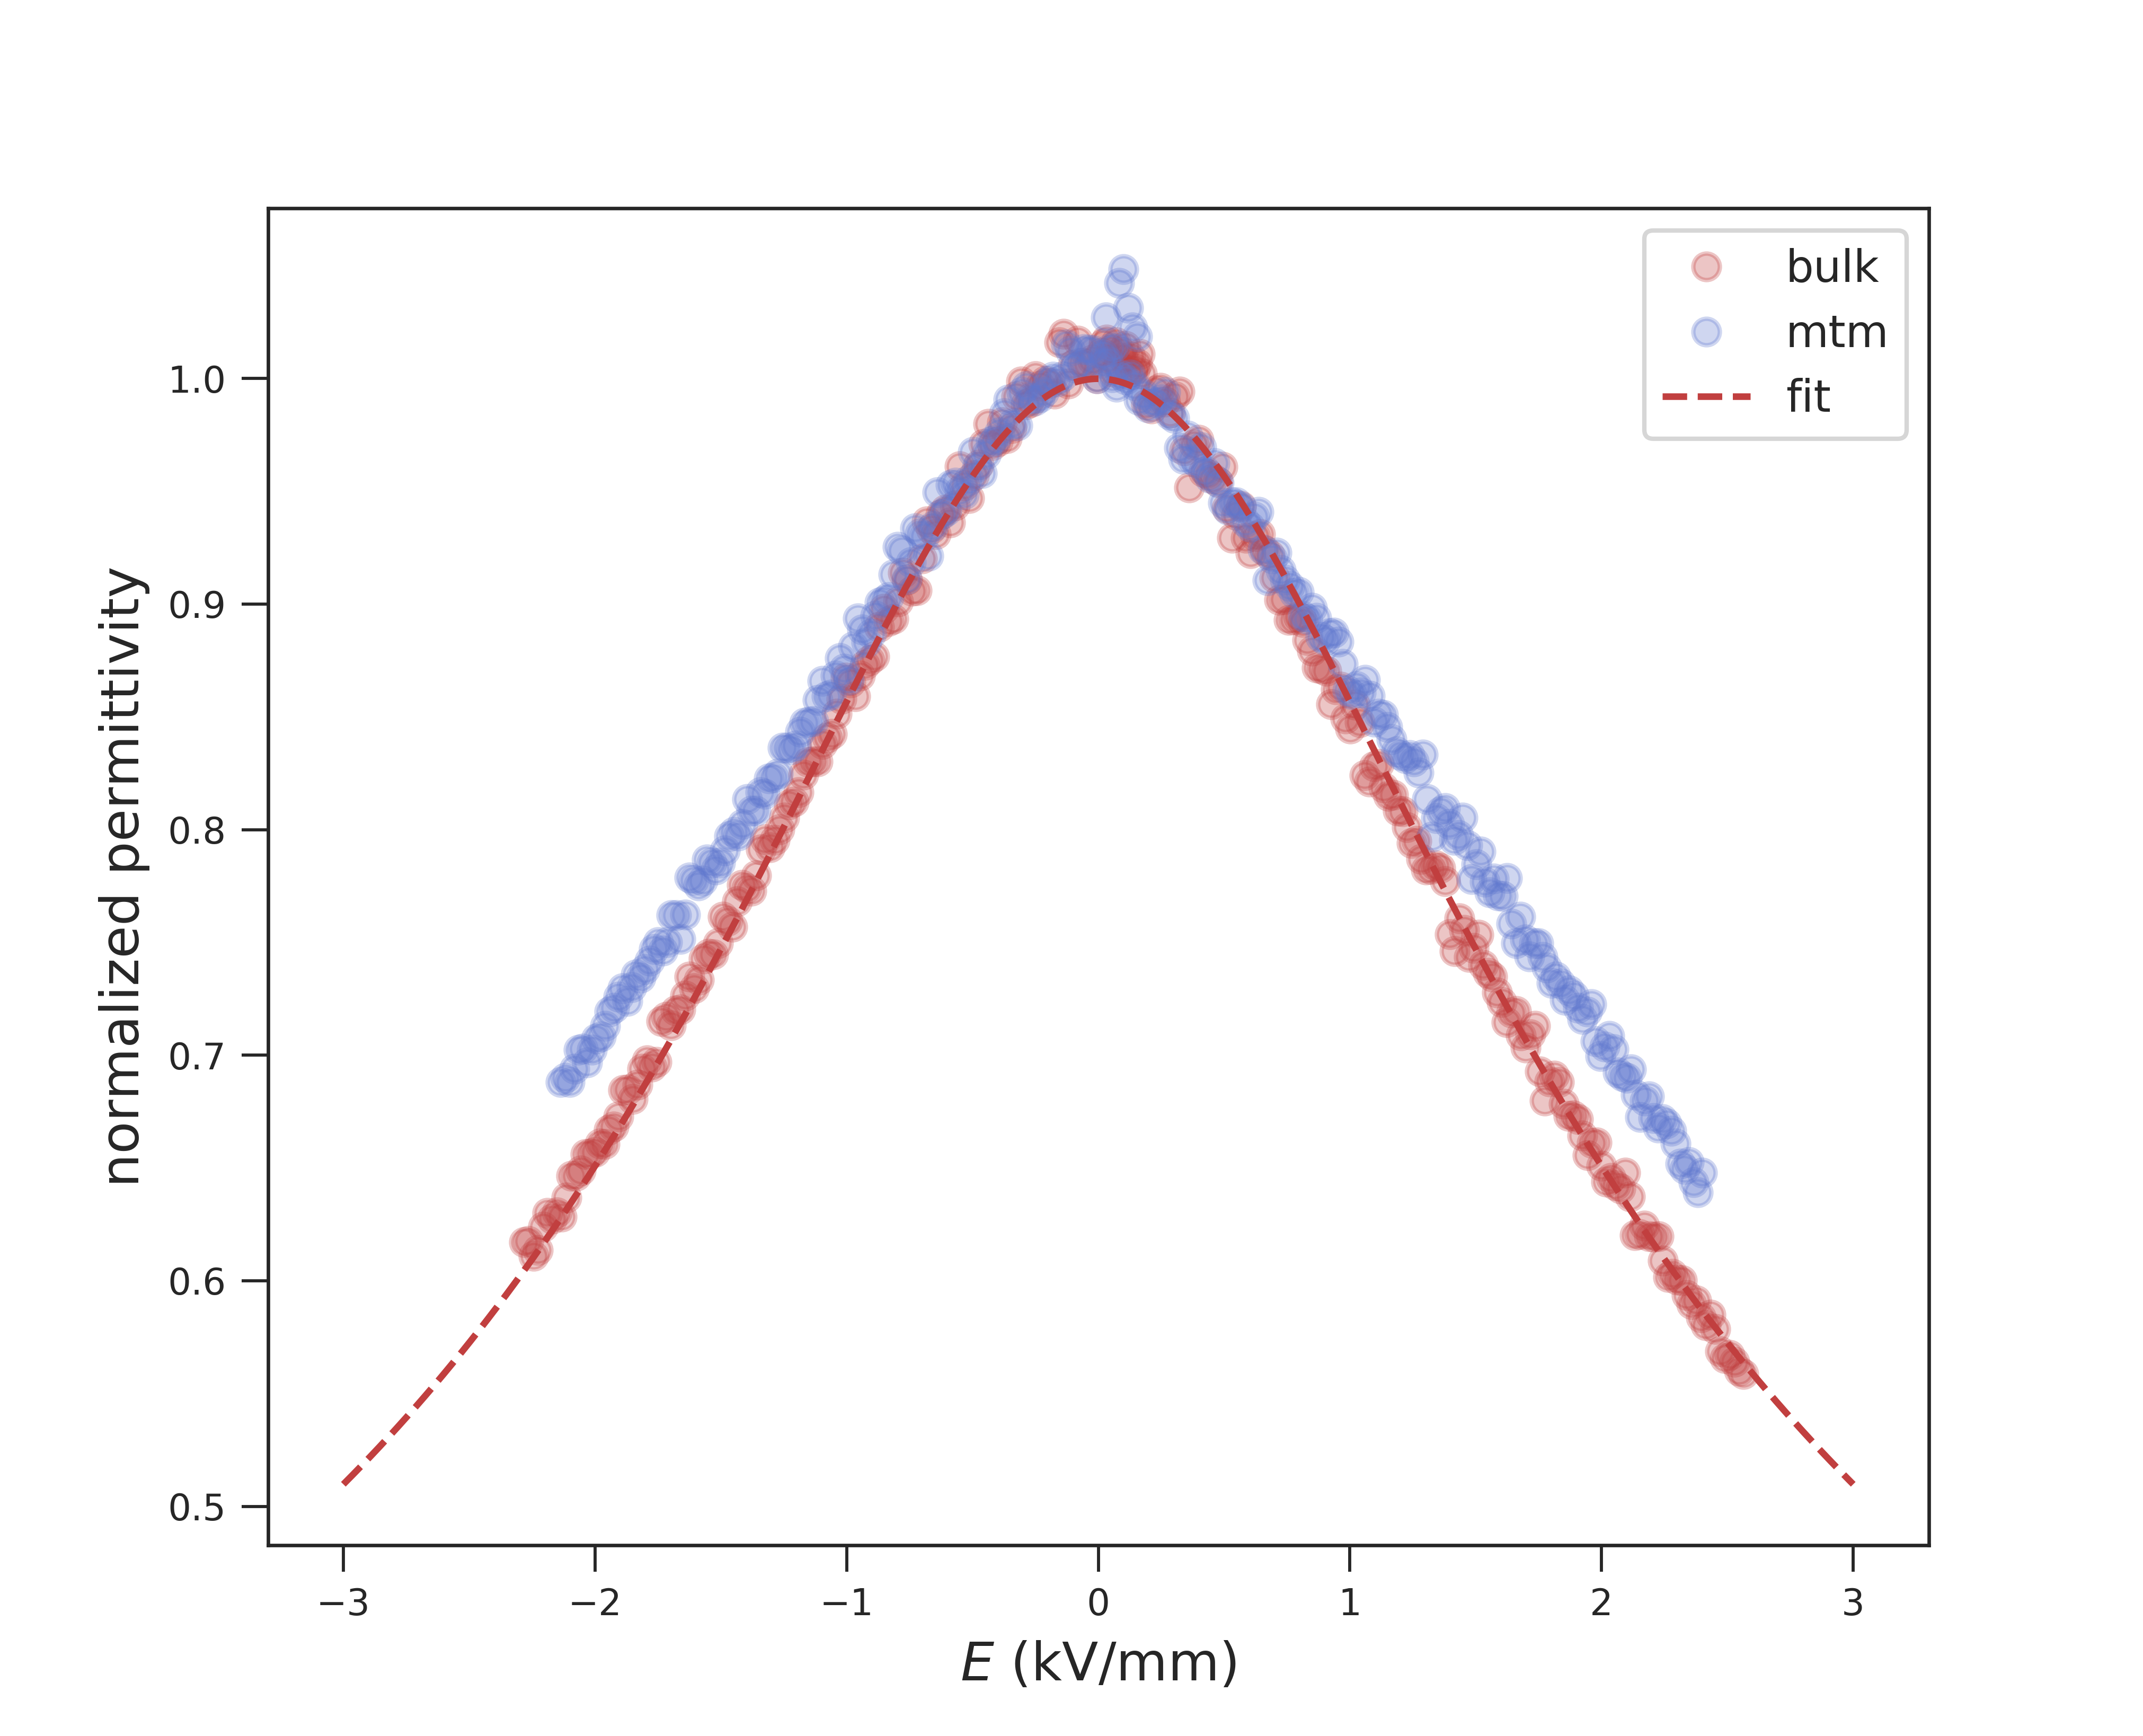 bulk
mtm
fit
1.0
0.9
0.8
0.7
0.6
0.5
normalized permittivity
−3 −2 −1 0 1 2 3
E (kV/mm)